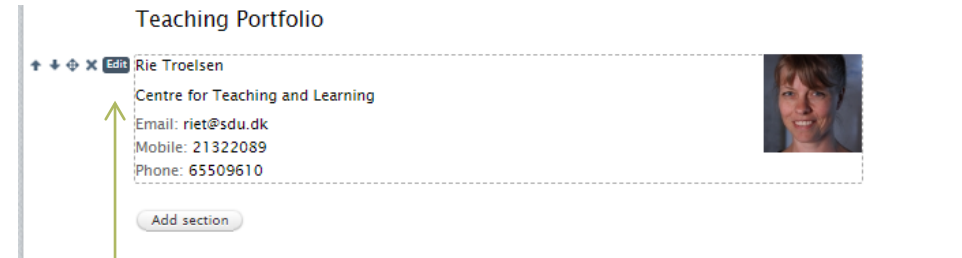 Teaching Portfolio
Edit Rie Troelsen
Centre for Teaching and Learning
Email: riet@sdu.dk
Mobile: 21322089
Phone: 65509610
Add section